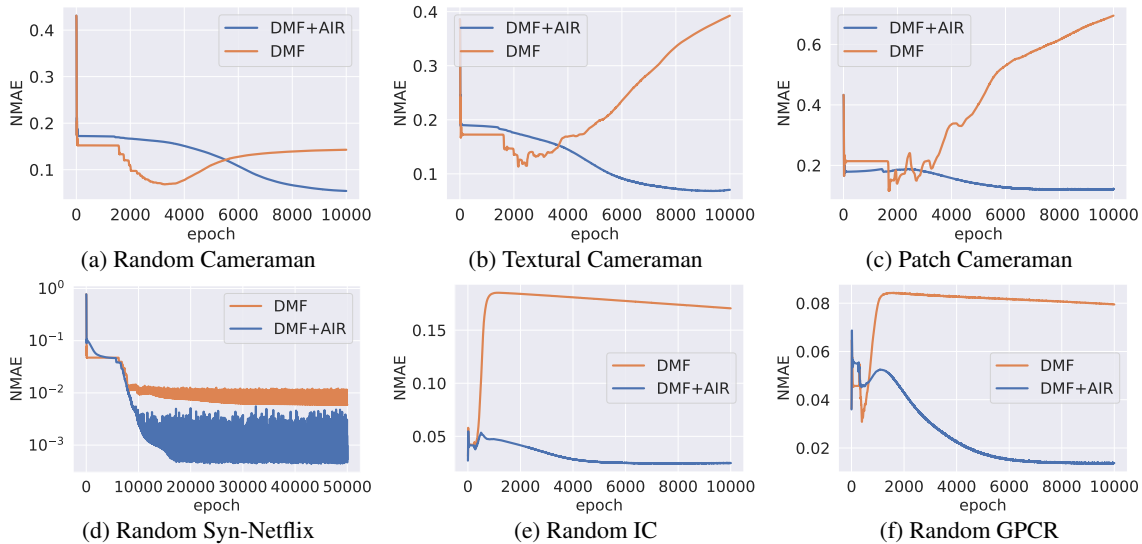 0.4
0.3
0.2
0.1
NMAE
DMF+AIR
DMF
0 2000 4000 6000 8000 10000
epoch
(a) Random Cameraman
0.4
0.3
0.2
0.1
NMAE
DMF+AIR
DMF
0 2000 4000 6000 8000 10000
epoch
(b) Textural Cameraman
0.6
0.4
0.2
NMAE
DMF+AIR
DMF
0 2000 4000 6000 8000 10000
epoch
(c) Patch Cameraman
10⁰
10⁻¹
10⁻²
10⁻³
NMAE
DMF
DMF+AIR
0 10000 20000 30000 40000 50000
epoch
(d) Random Syn-Netflix
0.15
0.10
0.05
NMAE
DMF
DMF+AIR
0 2000 4000 6000 8000 10000
epoch
(e) Random IC
0.08
0.06
0.04
0.02
NMAE
DMF
DMF+AIR
0 2000 4000 6000 8000 10000
epoch
(f) Random GPCR